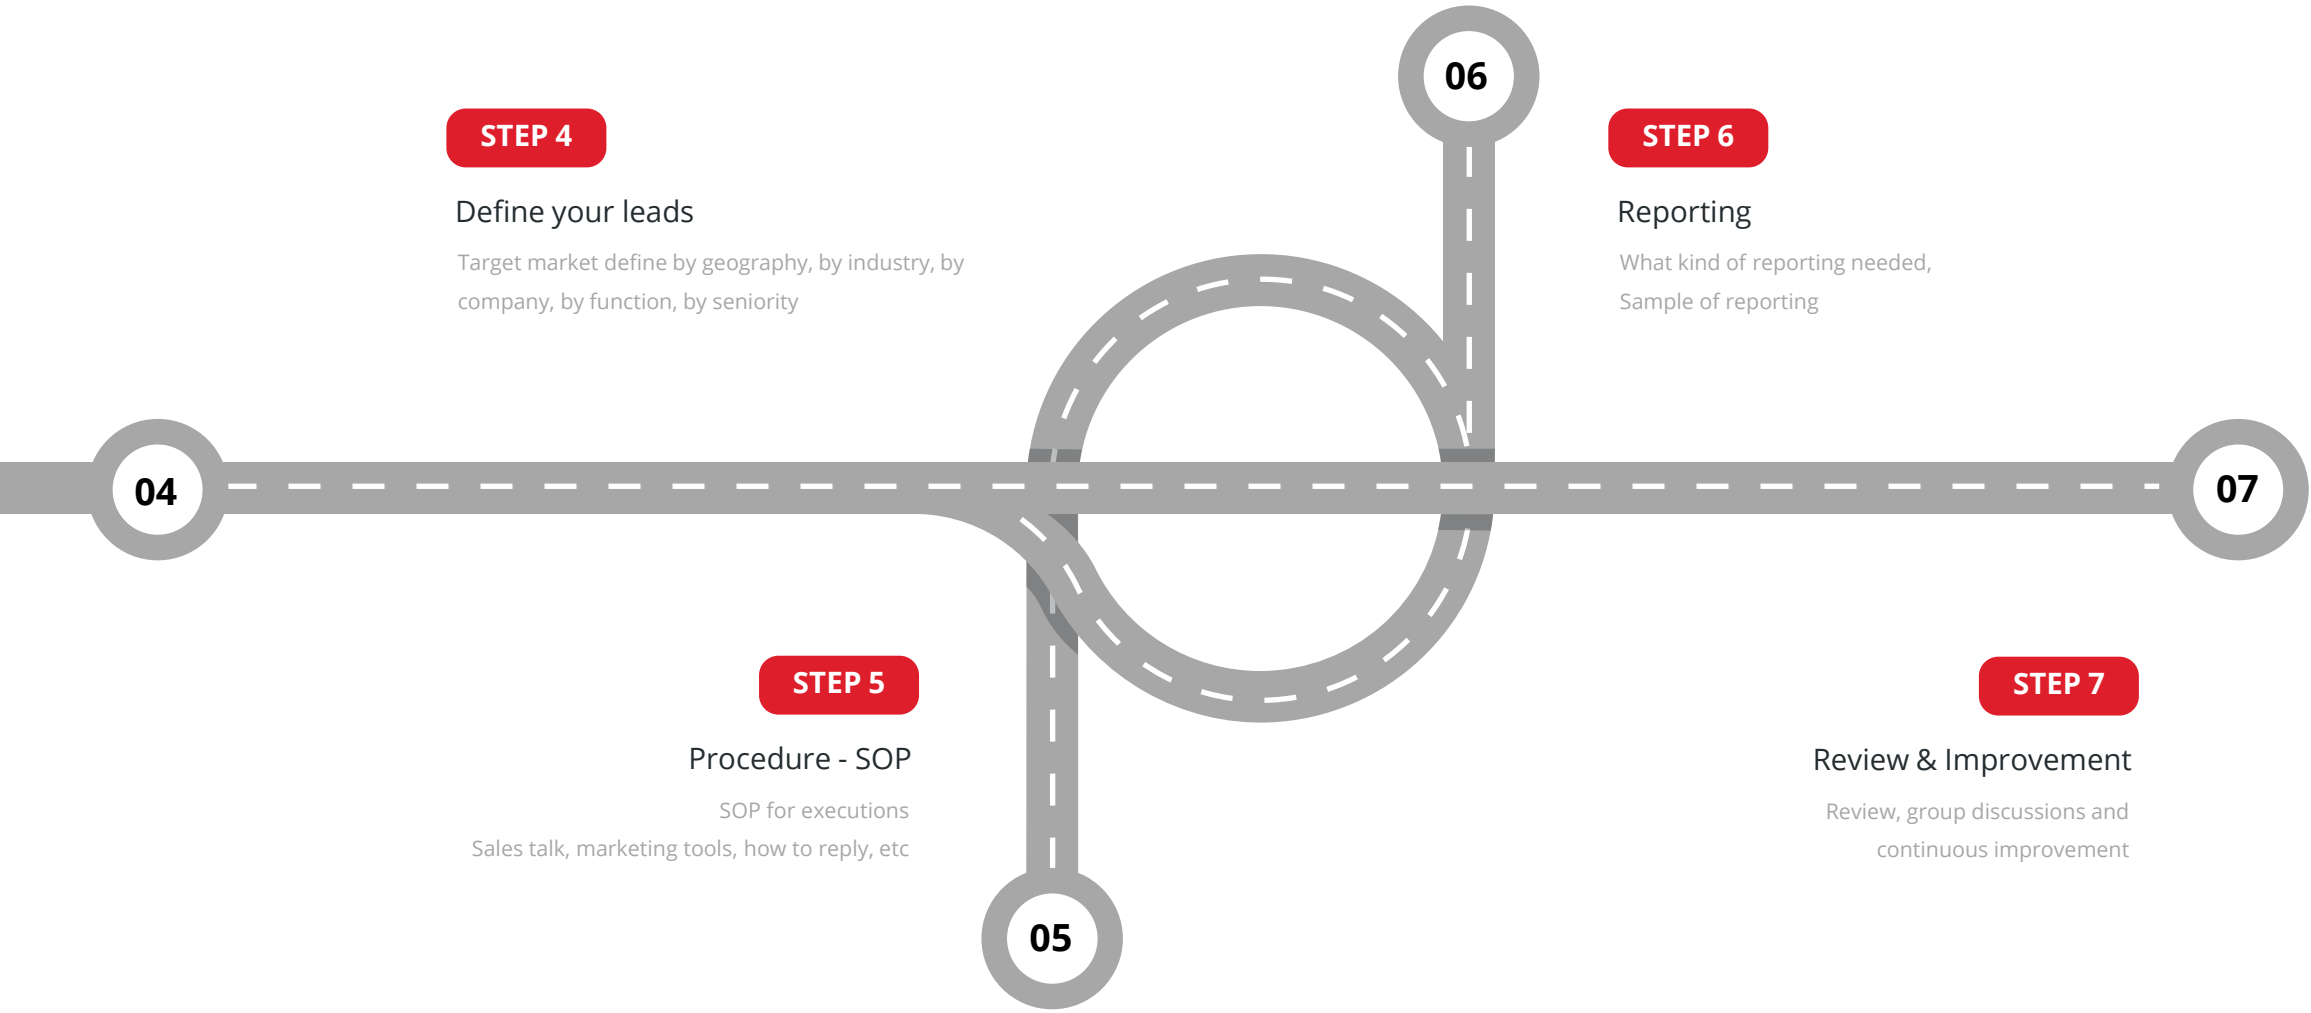 06
STEP 4
Define your leads
Target market define by geography, by industry, by
company, by function, by seniority
STEP 6
Reporting
What kind of reporting needed,
Sample of reporting
04
07
STEP 5
Procedure - SOP
SOP for executions
Sales talk, marketing tools, how to reply, etc
STEP 7
Review & Improvement
Review, group discussions and
continuous improvement
05